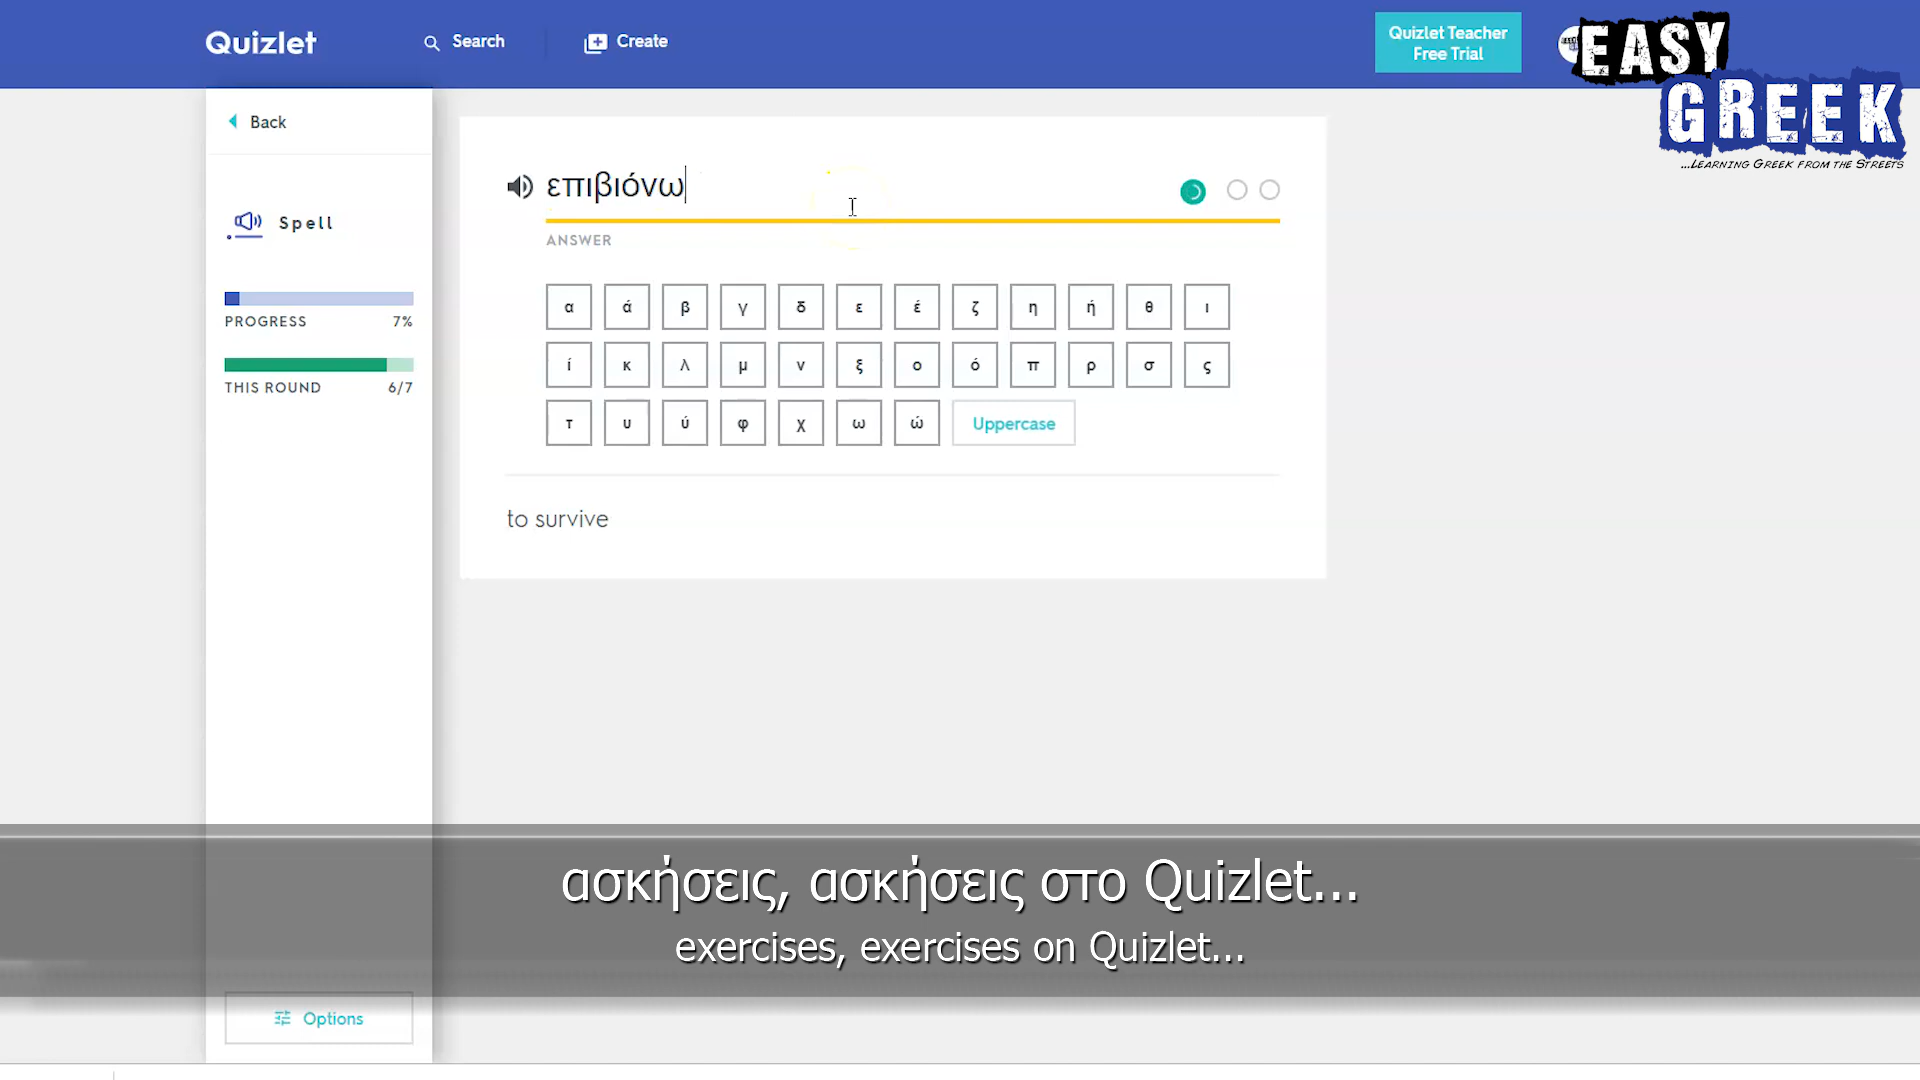 Quizlet
Search
Create
Quizlet Teacher
Free Trial
EASY
GREEK
...LEARNING GREEK FROM THE STREETS
Back
Spell
PROGRESS 7%
THIS ROUND 6/7
Options
επιβιόνω
ANSWER
α ά β γ δ ε έ ζ η ή θ ι
ί κ λ μ ν ξ ο ό π ρ σ ς
τ υ ύ φ χ ω ώ Uppercase
to survive
ασκήσεις, ασκήσεις στο Quizlet...
exercises, exercises on Quizlet...